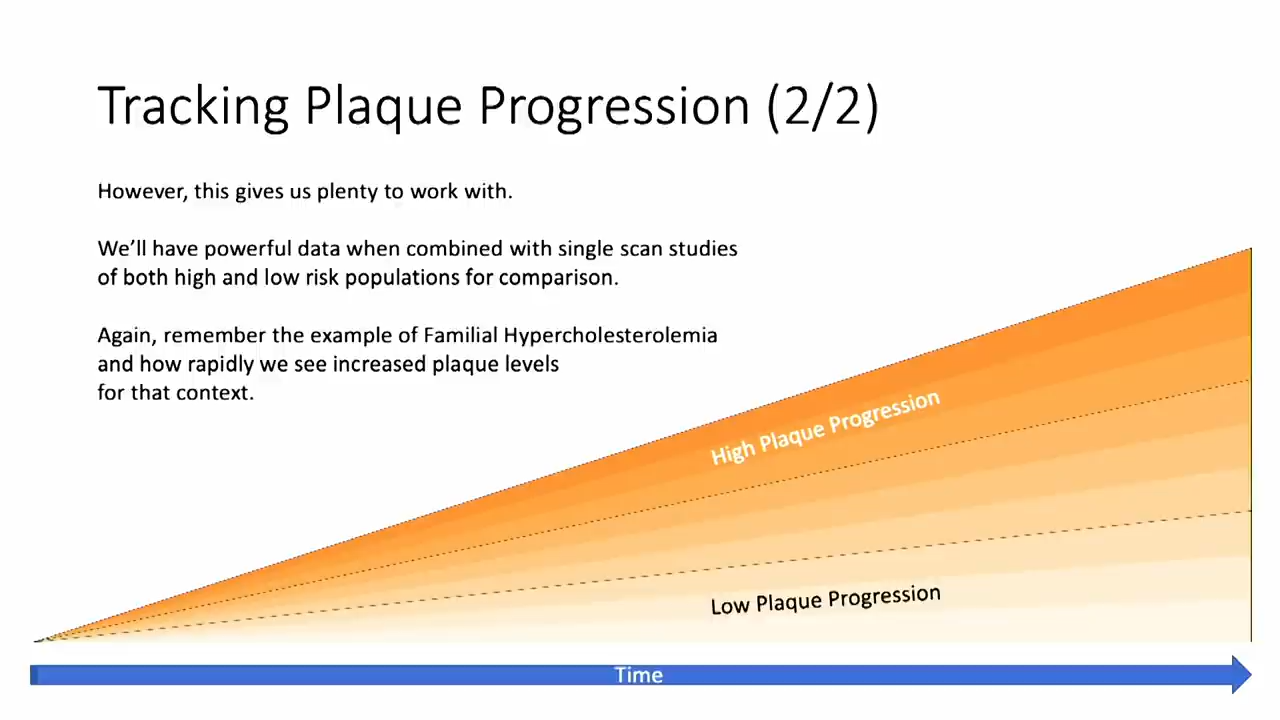 Tracking Plaque Progression (2/2)
However, this gives us plenty to work with.
We’ll have powerful data when combined with single scan studies
of both high and low risk populations for comparison.
Again, remember the example of Familial Hypercholesterolemia
and how rapidly we see increased plaque levels
for that context.
High Plaque Progression
Low Plaque Progression
Time